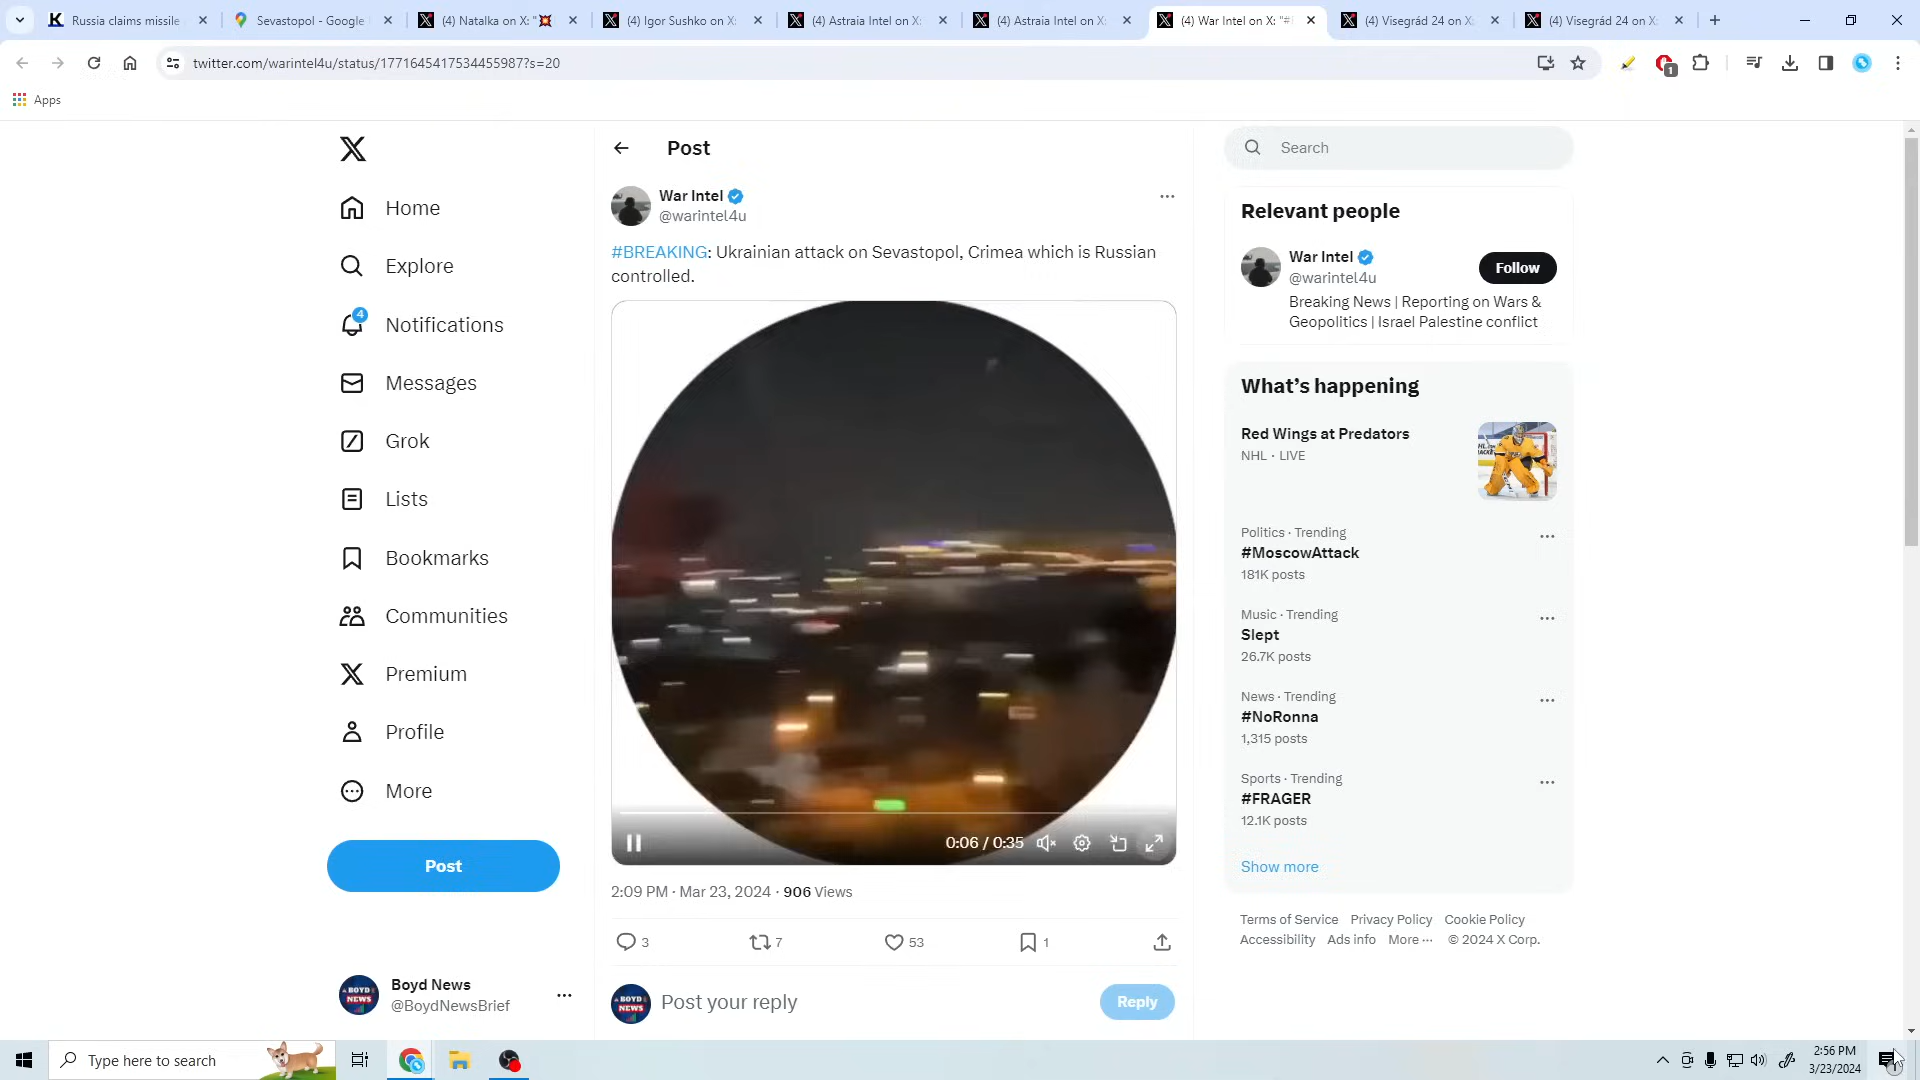 Russia claims missile
Sevastopol - Google
(4) Natalka on X: "💥
(4) Igor Sushko on X:
(4) Astraia Intel on X:
(4) Astraia Intel on X:
(4) War Intel on X: "#
(4) Visegrád 24 on X:
(4) Visegrád 24 on X:
twitter.com/warintel4u/status/1771645417534455987?s=20
1
Apps
Home
Explore
4
Notifications
Messages
Grok
Lists
Bookmarks
Communities
Premium
Profile
More
Post
Boyd News
@BoydNewsBrief
Post
War Intel
@warintel4u
#BREAKING: Ukrainian attack on Sevastopol, Crimea which is Russian
controlled.
0:06 / 0:35
2:09 PM · Mar 23, 2024 · 906 Views
3 7 53 1
BOYD
NEWS
Post your reply
Reply
Search
Relevant people
War Intel
@warintel4u
Follow
Breaking News | Reporting on Wars &
Geopolitics | Israel Palestine conflict
What's happening
Red Wings at Predators
NHL · LIVE
Politics · Trending
#MoscowAttack
181K posts
Music · Trending
Slept
26.7K posts
News · Trending
#NoRonna
1,315 posts
Sports · Trending
#FRAGER
12.1K posts
Show more
Terms of Service Privacy Policy Cookie Policy
Accessibility Ads info More ··· © 2024 X Corp.
Type here to search
2:56 PM
3/23/2024
1